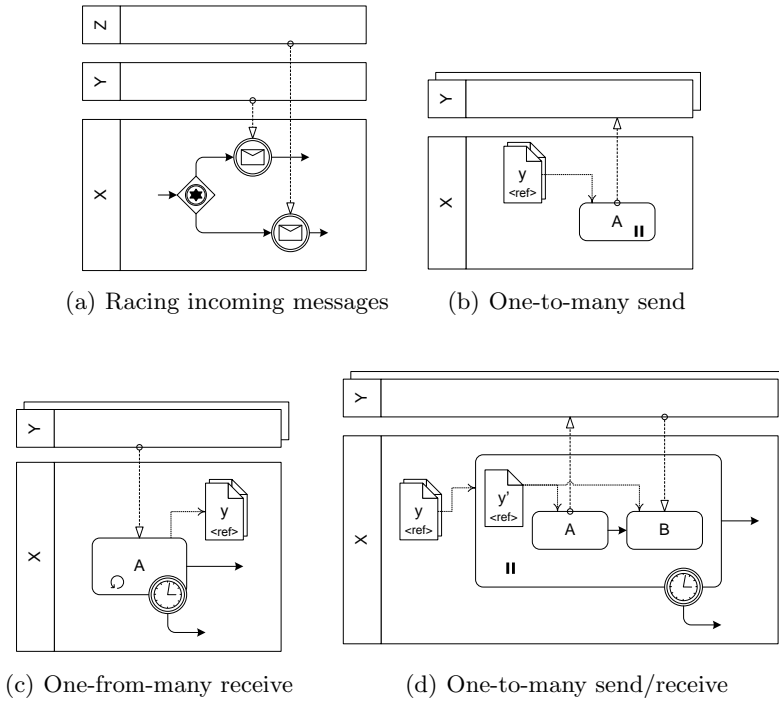 Z
Y
X
(a) Racing incoming messages
Y
X
y
<ref>
A
(b) One-to-many send
Y
X
A
y
<ref>
(c) One-from-many receive
Y
X
y
<ref>
y'
<ref>
A
B
(d) One-to-many send/receive